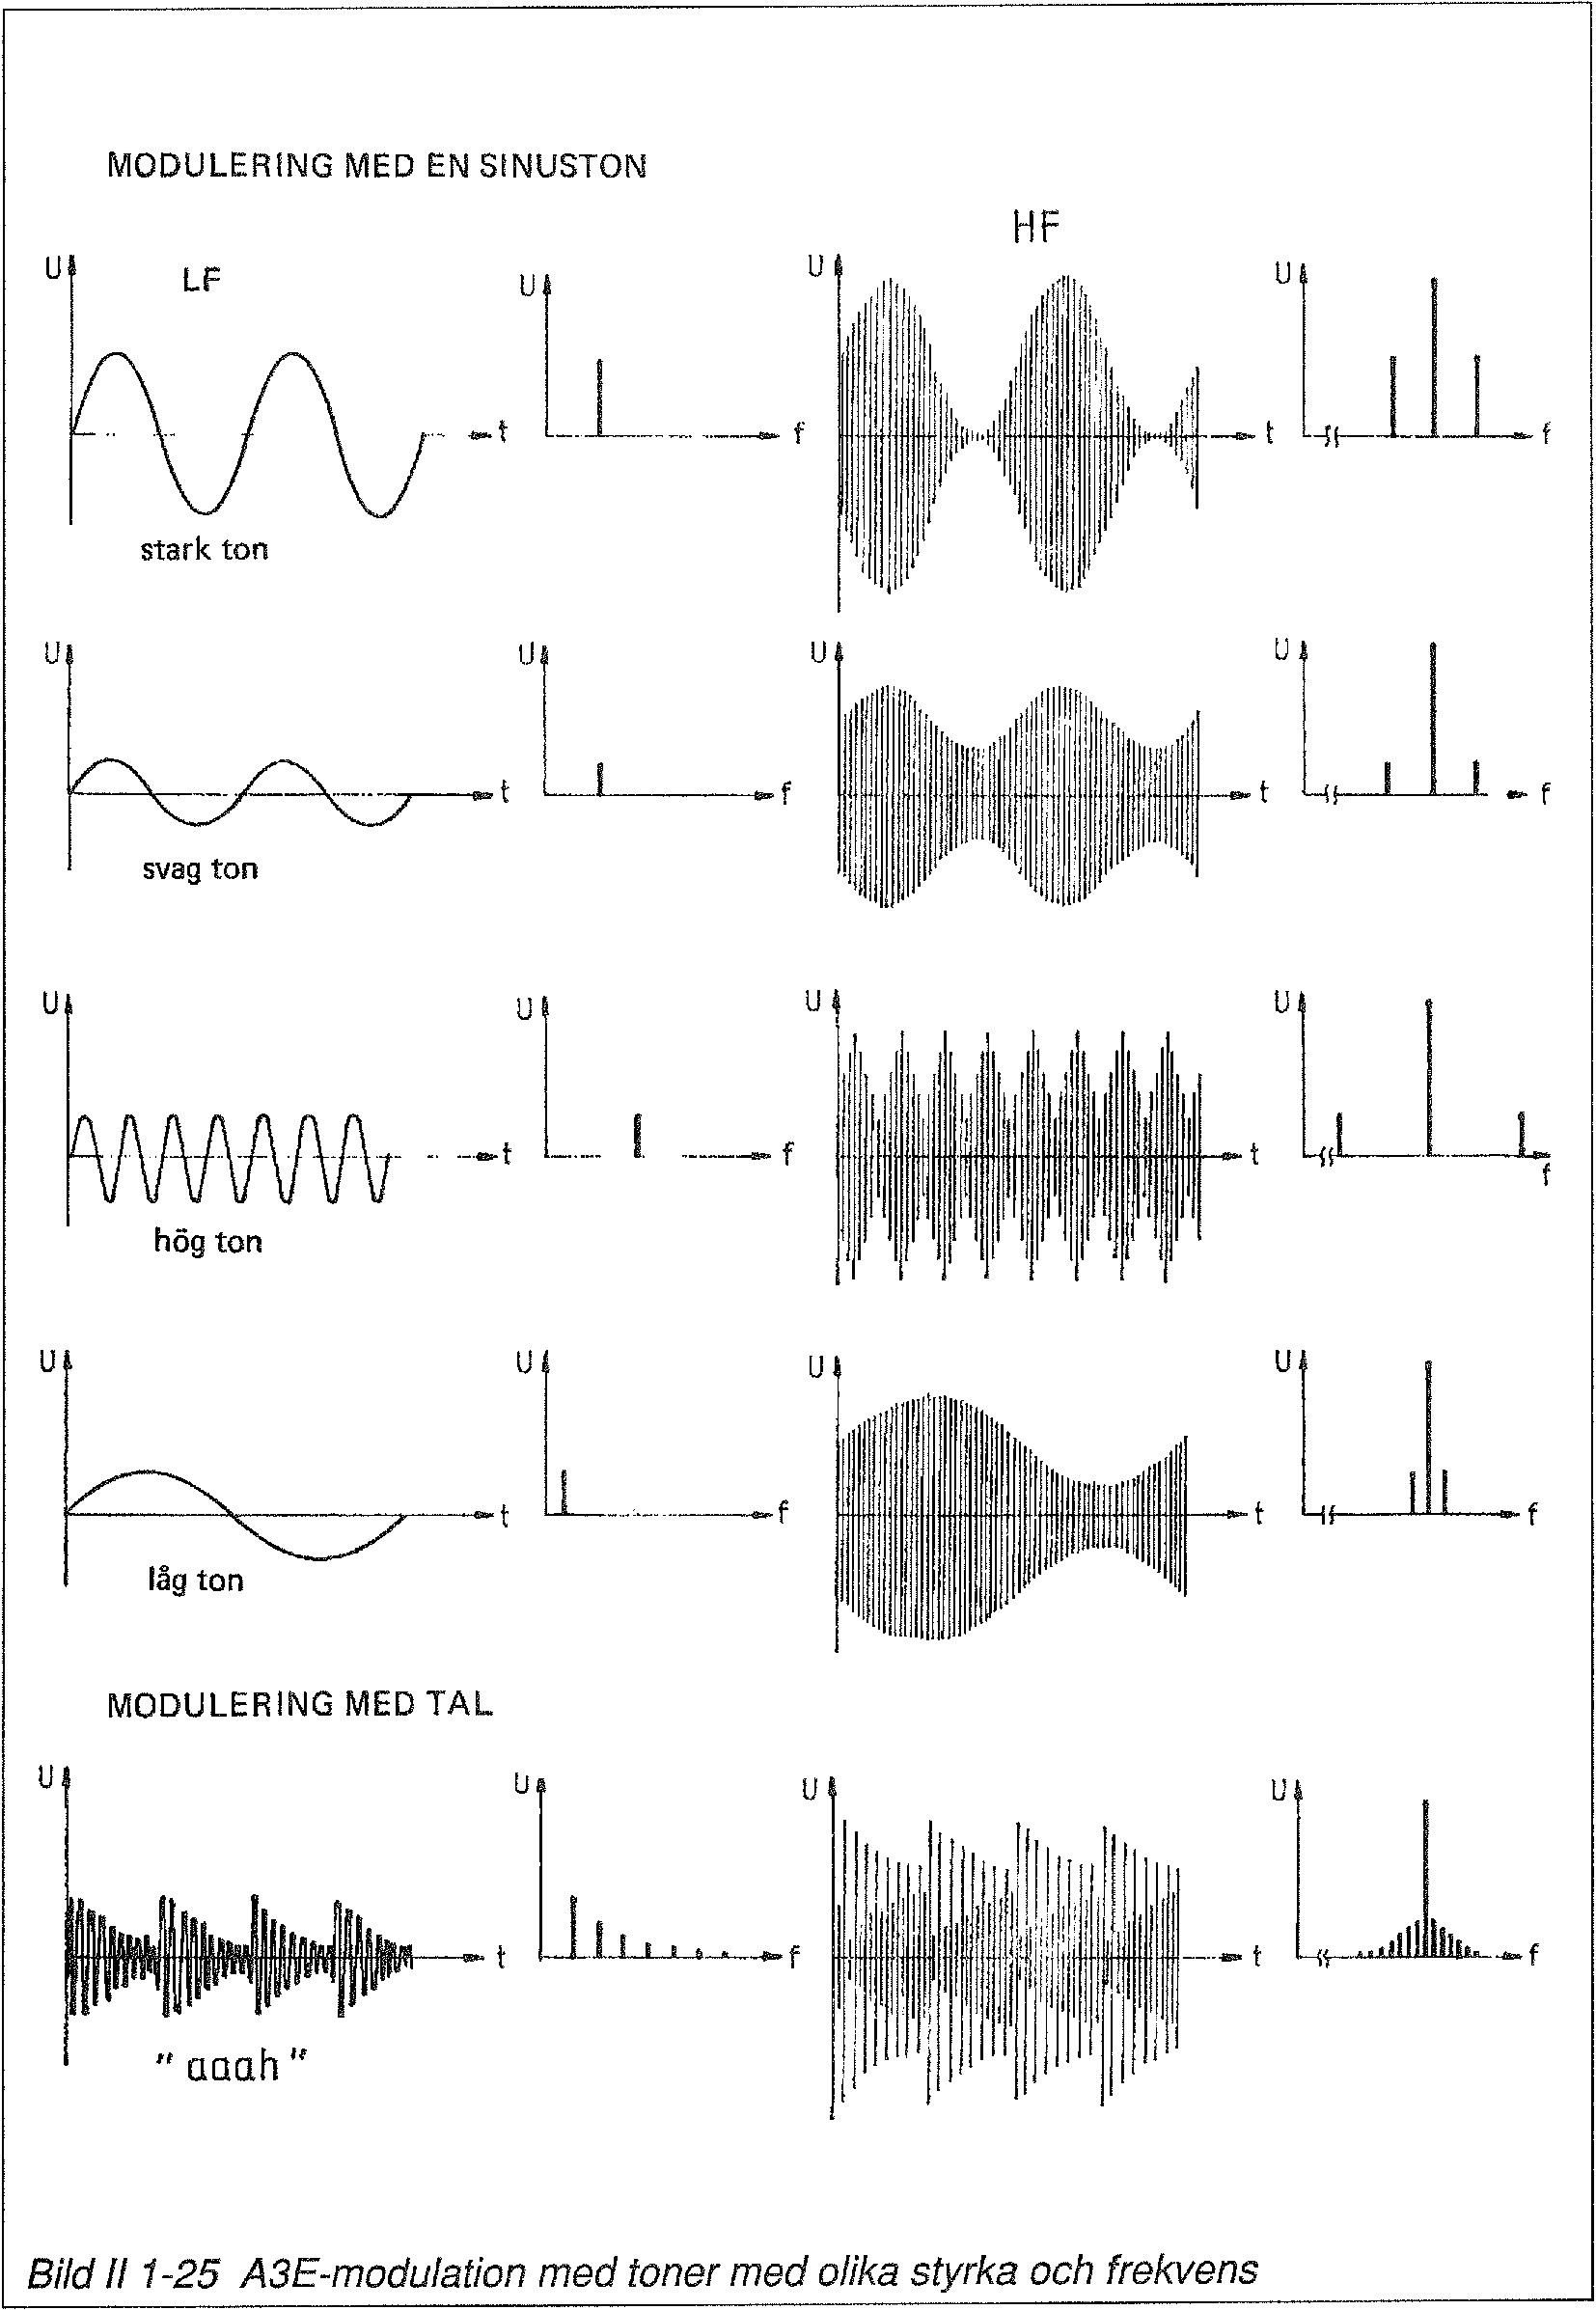 MODULERING MED EN SINUSTON
HF
U
LF
U
U
U
t
f
t
f
stark ton
U
U
U
U
t
f
t
f
svag ton
U
U
U
U
t
f
t
f
hög ton
U
U
U
U
t
f
t
f
låg ton
MODULERING MED TAL
U
U
U
U
t
f
t
f
" aaah "
Bild II 1-25 A3E-modulation med toner med olika styrka och frekvens